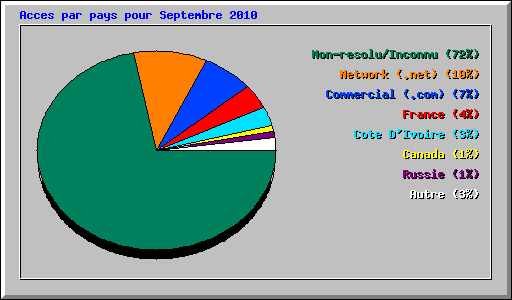 Acces par pays pour Septembre 2010
Non-resolu/Inconnu (72%)
Network (.net) (10%)
Commercial (.com) (7%)
France (4%)
Cote D'Ivoire (3%)
Canada (1%)
Russie (1%)
Autre (3%)